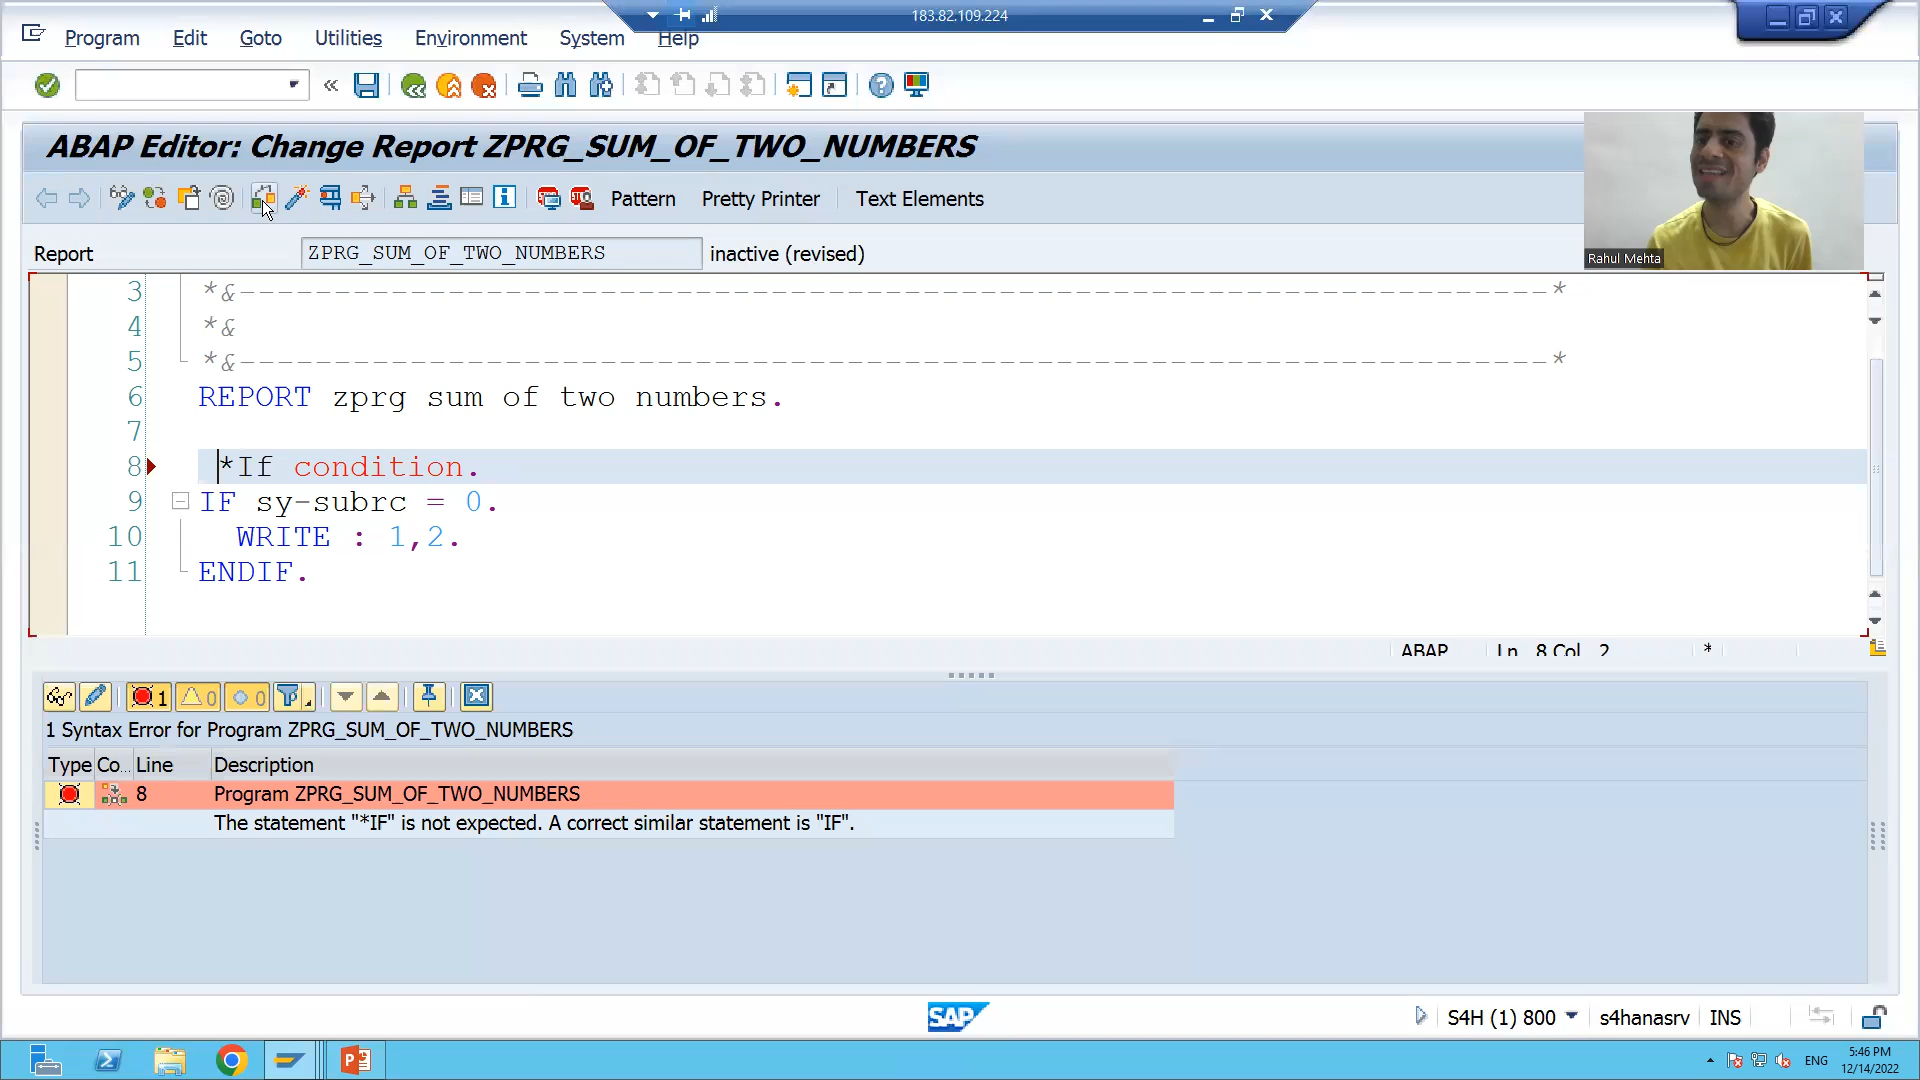 183.82.109.224
Program Edit Goto Utilities Environment System Help
ABAP Editor: Change Report ZPRG_SUM_OF_TWO_NUMBERS
Pattern Pretty Printer Text Elements
Report ZPRG_SUM_OF_TWO_NUMBERS inactive (revised)
Rahul Mehta
3 *&---------------------------------------------------------------------*
4 *&
5 *&---------------------------------------------------------------------*
6 REPORT zprg sum of two numbers.
7
8 *If condition.
9 IF sy-subrc = 0.
10 WRITE : 1,2.
11 ENDIF.
ABAP Ln 8 Col 2 *
1 0 0
1 Syntax Error for Program ZPRG_SUM_OF_TWO_NUMBERS
Type Co.. Line Description
8 Program ZPRG_SUM_OF_TWO_NUMBERS
The statement "*IF" is not expected. A correct similar statement is "IF".
SAP
S4H (1) 800 s4hanasrv INS
ENG
5:46 PM
12/14/2022